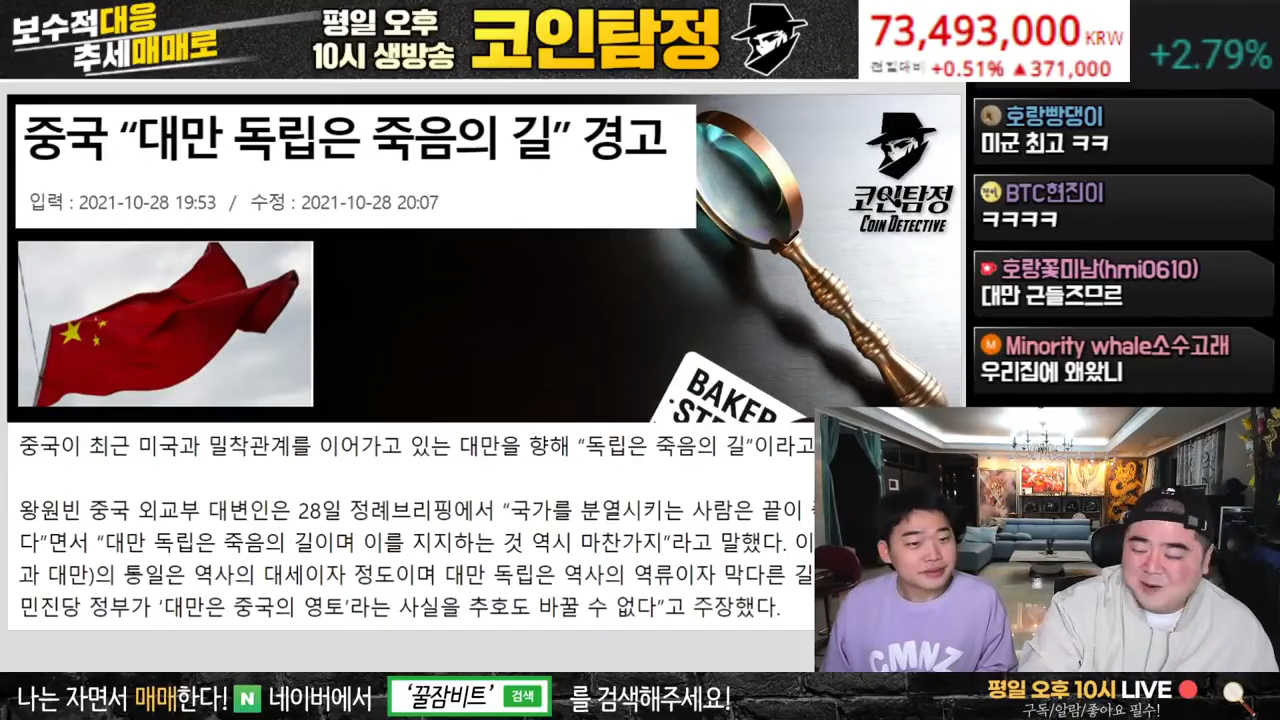 보수적대응
추세매매로
평일 오후
10시 생방송
코인탐정
73,493,000 KRW
전일대비 +0.51% ▲371,000
+2.79%
중국 “대만 독립은 죽음의 길” 경고
입력 : 2021-10-28 19:53 / 수정 : 2021-10-28 20:07
코인탐정
COIN DETECTIVE
BAKER
중국이 최근 미국과 밀착관계를 이어가고 있는 대만을 향해 “독립은 죽음의 길”이라고
왕원빈 중국 외교부 대변인은 28일 정례브리핑에서 “국가를 분열시키는 사람은 끝이
다”면서 “대만 독립은 죽음의 길이며 이를 지지하는 것 역시 마찬가지”라고 말했다. 이
과 대만)의 통일은 역사의 대세이자 정도이며 대만 독립은 역사의 역류이자 막다른 길
민진당 정부가 ‘대만은 중국의 영토’라는 사실을 추호도 바꿀 수 없다”고 주장했다.
호랑빵댕이
미군 최고 ㅋㅋ
BTC현진이
ㅋㅋㅋㅋ
호랑꽃미남(hmi0610)
대만 근들즈므르
Minority whale소수고래
우리집에 왜왔니
CMNZ
나는 자면서 매매한다! N 네이버에서 ‘꿀잠비트’ 검색 를 검색해주세요!
평일 오후 10시 LIVE
구독/알람/좋아요 필수!